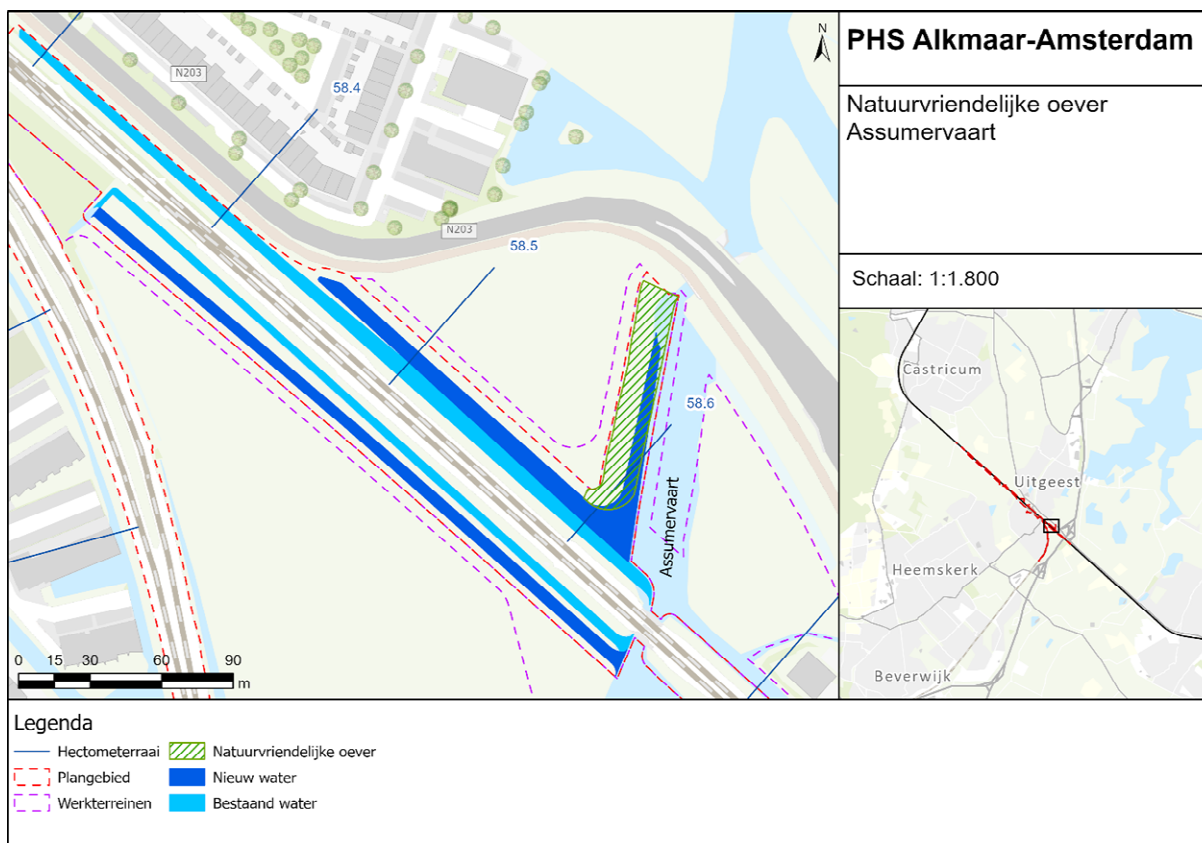 PHS Alkmaar-Amsterdam
Natuurvriendelijke oever
Assumervaart
Schaal: 1:1.800
N
N203
58.4
N203
58.5
58.6
Assumervaart
0 15 30 60 90
m
Castricum
Uitgeest
Heemskerk
Beverwijk
Legenda
Hectometerraai
Natuurvriendelijke oever
Plangebied
Nieuw water
Werkterreinen
Bestaand water